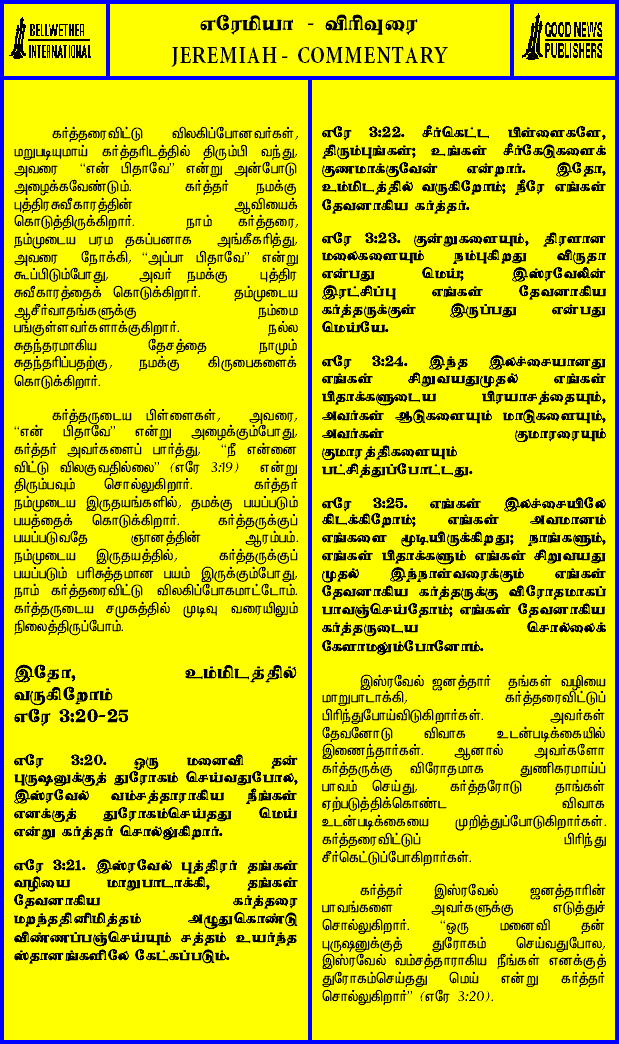 BELLWETHER
INTERNATIONAL
எரேமியா - விரிவுரை
JEREMIAH - COMMENTARY
GOOD NEWS
PUBLISHERS
கர்த்தரைவிட்டு விலகிப்போனவர்கள்,
மறுபடியுமாய் கர்த்தரிடத்தில் திரும்பி வந்து,
அவரை “என் பிதாவே” என்று அன்போடு
அழைக்கவேண்டும். கர்த்தர் நமக்கு
புத்திரசுவீகாரத்தின் ஆவியைக்
கொடுத்திருக்கிறார். நாம் கர்த்தரை,
நம்முடைய பரம தகப்பனாக அங்கீகரித்து,
அவரை நோக்கி, “அப்பா பிதாவே” என்று
கூப்பிடும்போது, அவர் நமக்கு புத்திர
சுவீகாரத்தைக் கொடுக்கிறார். தம்முடைய
ஆசீர்வாதங்களுக்கு நம்மை
பங்குள்ளவர்களாக்குகிறார். நல்ல
சுதந்தரமாகிய தேசத்தை நாமும்
சுதந்தரிப்பதற்கு, நமக்கு கிருபைகளைக்
கொடுக்கிறார்.
கர்த்தருடைய பிள்ளைகள், அவரை,
“என் பிதாவே” என்று அழைக்கும்போது,
கர்த்தர் அவர்களைப் பார்த்து, “நீ என்னை
விட்டு விலகுவதில்லை” (எரே 3:19) என்று
திரும்பவும் சொல்லுகிறார். கர்த்தர்
நம்முடைய இருதயங்களில், தமக்கு பயப்படும்
பயத்தைக் கொடுக்கிறார். கர்த்தருக்குப்
பயப்படுவதே ஞானத்தின் ஆரம்பம்.
நம்முடைய இருதயத்தில், கர்த்தருக்குப்
பயப்படும் பரிசுத்தமான பயம் இருக்கும்போது,
நாம் கர்த்தரைவிட்டு விலகிப்போகமாட்டோம்.
கர்த்தருடைய சமுகத்தில் முடிவு வரையிலும்
நிலைத்திருப்போம்.
இதோ, உம்மிடத்தில்
வருகிறோம்
எரே 3:20-25
எரே 3:20. ஒரு மனைவி தன்
புருஷனுக்குத் துரோகம் செய்வதுபோல,
இஸ்ரவேல் வம்சத்தாராகிய நீங்கள்
எனக்குத் துரோகம்செய்தது மெய்
என்று கர்த்தர் சொல்லுகிறார்.
எரே 3:21. இஸ்ரவேல் புத்திரர் தங்கள்
வழியை மாறுபாடாக்கி, தங்கள்
தேவனாகிய கர்த்தரை
மறந்ததினிமித்தம் அழுதுகொண்டு
விண்ணப்பஞ்செய்யும் சத்தம் உயர்ந்த
ஸ்தானங்களிலே கேட்கப்படும்.
எரே 3:22. சீர்கெட்ட பிள்ளைகளே,
திரும்புங்கள்; உங்கள் சீர்கேடுகளைக்
குணமாக்குவேன் என்றார். இதோ,
உம்மிடத்தில் வருகிறோம்; நீரே எங்கள்
தேவனாகிய கர்த்தர்.
எரே 3:23. குன்றுகளையும், திரளான
மலைகளையும் நம்புகிறது விருதா
என்பது மெய்; இஸ்ரவேலின்
இரட்சிப்பு எங்கள் தேவனாகிய
கர்த்தருக்குள் இருப்பது என்பது
மெய்யே.
எரே 3:24. இந்த இலச்சையானது
எங்கள் சிறுவயதுமுதல் எங்கள்
பிதாக்களுடைய பிரயாசத்தையும்,
அவர்கள் ஆடுகளையும் மாடுகளையும்,
அவர்கள் குமாரரையும்
குமாரத்திகளையும்
பட்சித்துப்போட்டது.
எரே 3:25. எங்கள் இலச்சையிலே
கிடக்கிறோம்; எங்கள் அவமானம்
எங்களை மூடியிருக்கிறது; நாங்களும்,
எங்கள் பிதாக்களும் எங்கள் சிறுவயது
முதல் இந்நாள்வரைக்கும் எங்கள்
தேவனாகிய கர்த்தருக்கு விரோதமாகப்
பாவஞ்செய்தோம்; எங்கள் தேவனாகிய
கர்த்தருடைய சொல்லைக்
கேளாமலும்போனோம்.
இஸ்ரவேல் ஜனத்தார் தங்கள் வழியை
மாறுபாடாக்கி, கர்த்தரைவிட்டுப்
பிரிந்துபோய்விடுகிறார்கள். அவர்கள்
தேவனோடு விவாக உடன்படிக்கையில்
இணைந்தார்கள். ஆனால் அவர்களோ
கர்த்தருக்கு விரோதமாக துணிகரமாய்ப்
பாவம் செய்து, கர்த்தரோடு தாங்கள்
ஏற்படுத்திக்கொண்ட விவாக
உடன்படிக்கையை முறித்துப்போடுகிறார்கள்.
கர்த்தரைவிட்டுப் பிரிந்து
சீர்கெட்டுப்போகிறார்கள்.
கர்த்தர் இஸ்ரவேல் ஜனத்தாரின்
பாவங்களை அவர்களுக்கு எடுத்துச்
சொல்லுகிறார். “ஒரு மனைவி தன்
புருஷனுக்குத் துரோகம் செய்வதுபோல,
இஸ்ரவேல் வம்சத்தாராகிய நீங்கள் எனக்குத்
துரோகம்செய்தது மெய் என்று கர்த்தர்
சொல்லுகிறார்” (எரே 3:20).